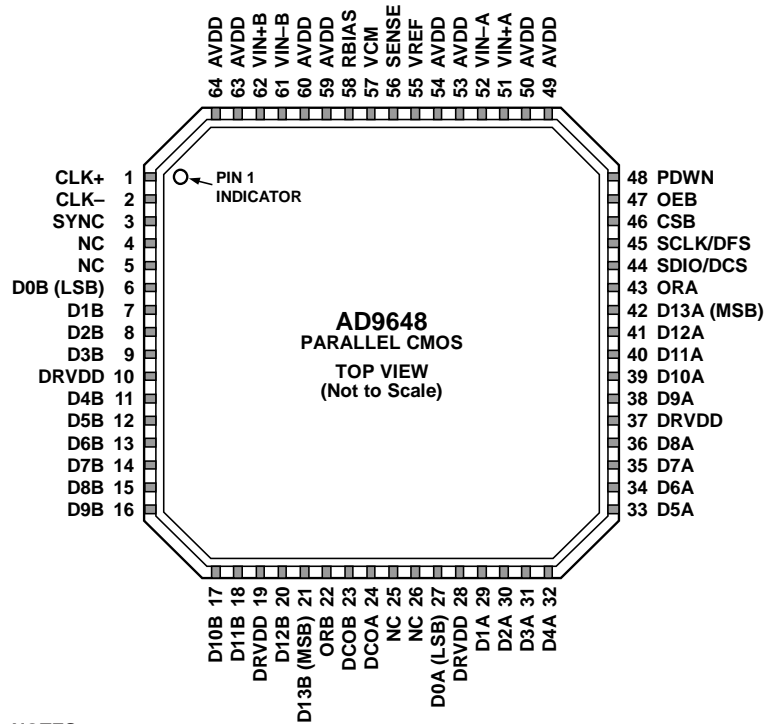 64 AVDD
63 AVDD
62 VIN+B
61 VIN–B
60 AVDD
59 AVDD
58 RBIAS
57 VCM
56 SENSE
55 VREF
54 AVDD
53 AVDD
52 VIN–A
51 VIN+A
50 AVDD
49 AVDD
CLK+ 1
CLK– 2
SYNC 3
NC 4
NC 5
D0B (LSB) 6
D1B 7
D2B 8
D3B 9
DRVDD 10
D4B 11
D5B 12
D6B 13
D7B 14
D8B 15
D9B 16
PIN 1
INDICATOR
AD9648
PARALLEL CMOS
TOP VIEW
(Not to Scale)
48 PDWN
47 OEB
46 CSB
45 SCLK/DFS
44 SDIO/DCS
43 ORA
42 D13A (MSB)
41 D12A
40 D11A
39 D10A
38 D9A
37 DRVDD
36 D8A
35 D7A
34 D6A
33 D5A
D10B 17
D11B 18
DRVDD 19
D12B 20
D13B (MSB) 21
ORB 22
DCOB 23
DCOA 24
NC 25
NC 26
D0A (LSB) 27
DRVDD 28
D1A 29
D2A 30
D3A 31
D4A 32